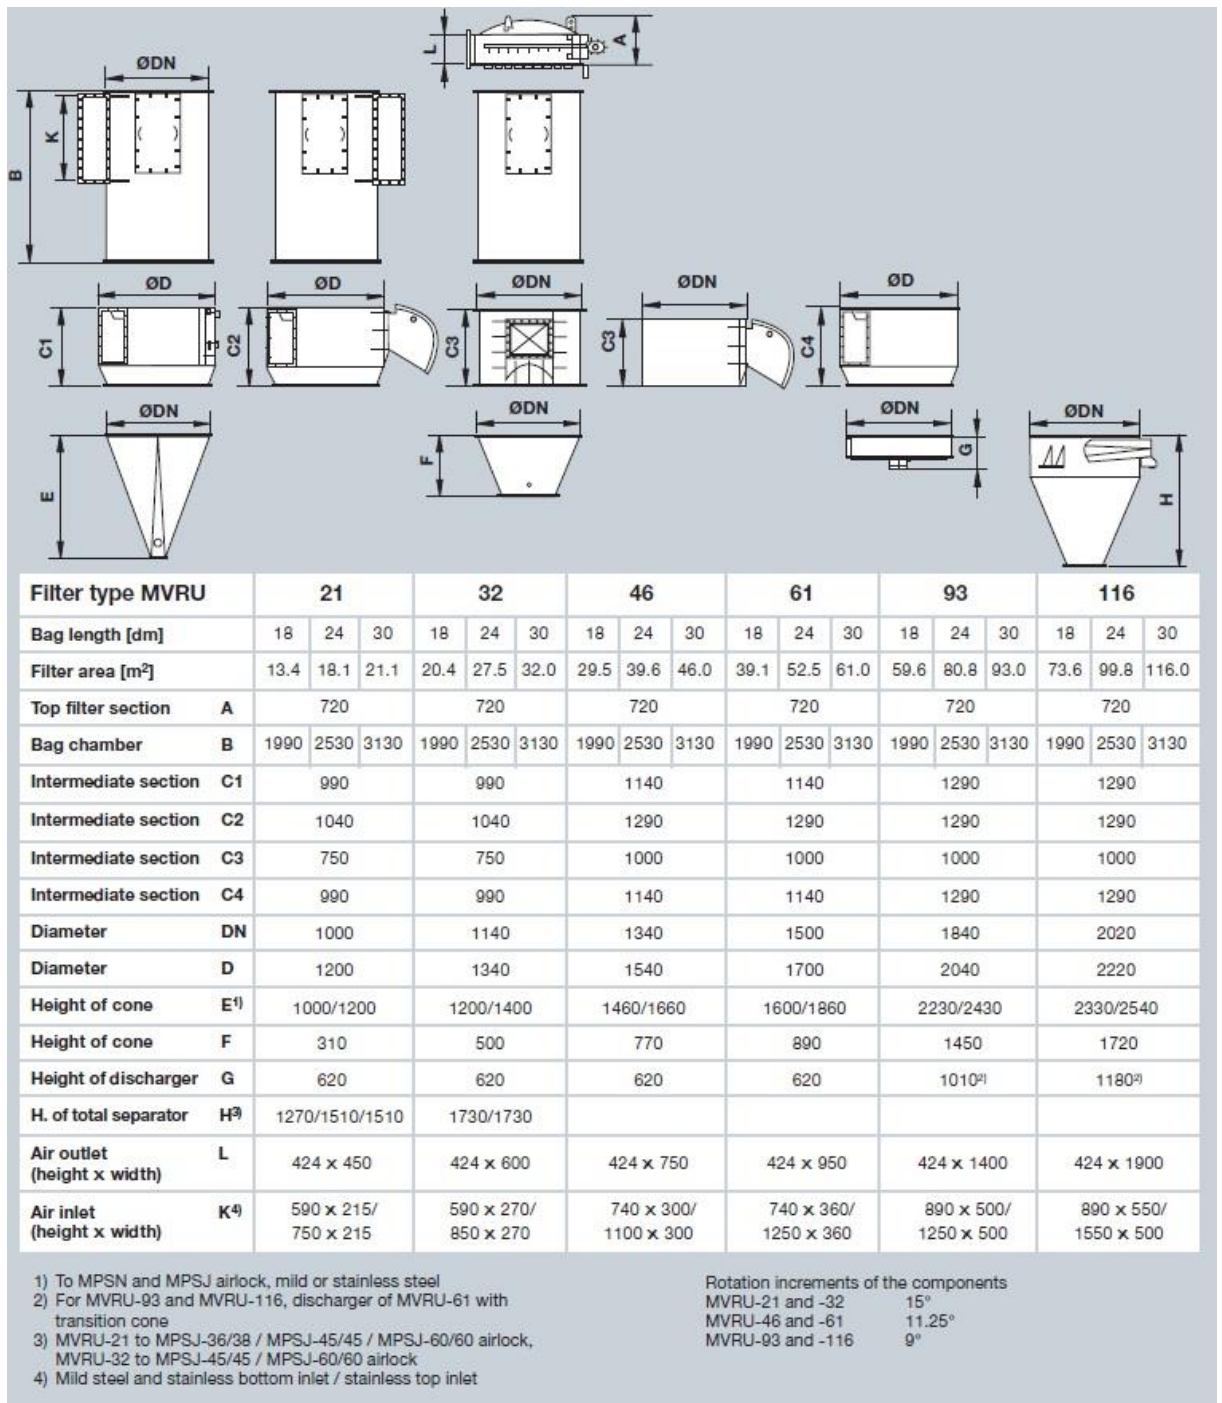 L
A
ØDN
K
B
ØD
ØD
ØDN
ØDN
ØD
C1
C2
C3
C3
C4
ØDN
ØDN
ØDN
ØDN
E
F
G
H
Filter type MVRU 21 32 46 61 93 116
Bag length [dm] 18 24 30 18 24 30 18 24 30 18 24 30 18 24 30 18 24 30
Filter area [m²] 13.4 18.1 21.1 20.4 27.5 32.0 29.5 39.6 46.0 39.1 52.5 61.0 59.6 80.8 93.0 73.6 99.8 116.0
Top filter section A 720 720 720 720 720 720
Bag chamber B 1990 2530 3130 1990 2530 3130 1990 2530 3130 1990 2530 3130 1990 2530 3130 1990 2530 3130
Intermediate section C1 990 990 1140 1140 1290 1290
Intermediate section C2 1040 1040 1290 1290 1290 1290
Intermediate section C3 750 750 1000 1000 1000 1000
Intermediate section C4 990 990 1140 1140 1290 1290
Diameter DN 1000 1140 1340 1500 1840 2020
Diameter D 1200 1340 1540 1700 2040 2220
Height of cone E1) 1000/1200 1200/1400 1460/1660 1600/1860 2230/2430 2330/2540
Height of cone F 310 500 770 890 1450 1720
Height of discharger G 620 620 620 620 1010²⁾ 1180²⁾
H. of total separator H3) 1270/1510/1510 1730/1730
Air outlet L
(height x width) 424 x 450 424 x 600 424 x 750 424 x 950 424 x 1400 424 x 1900
Air inlet K4) 590 x 215/ 590 x 270/ 740 x 300/ 740 x 360/ 890 x 500/ 890 x 550/
(height x width) 750 x 215 850 x 270 1100 x 300 1250 x 360 1250 x 500 1550 x 500
1) To MPSN and MPSJ airlock, mild or stainless steel
2) For MVRU-93 and MVRU-116, discharger of MVRU-61 with
transition cone
3) MVRU-21 to MPSJ-36/38 / MPSJ-45/45 / MPSJ-60/60 airlock,
MVRU-32 to MPSJ-45/45 / MPSJ-60/60 airlock
4) Mild steel and stainless bottom inlet / stainless top inlet
Rotation increments of the components
MVRU-21 and -32 15°
MVRU-46 and -61 11.25°
MVRU-93 and -116 9°